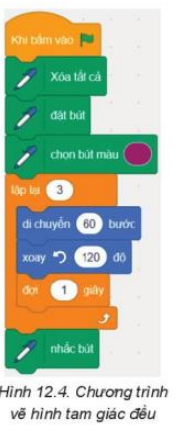 Khi bấm vào
Xóa tất cả
đặt bút
chọn bút màu
lặp lại 3
di chuyển 60 bước
xoay 120 độ
đợi 1 giây
nhấc bút
Hình 12.4. Chương trình
vẽ hình tam giác đều